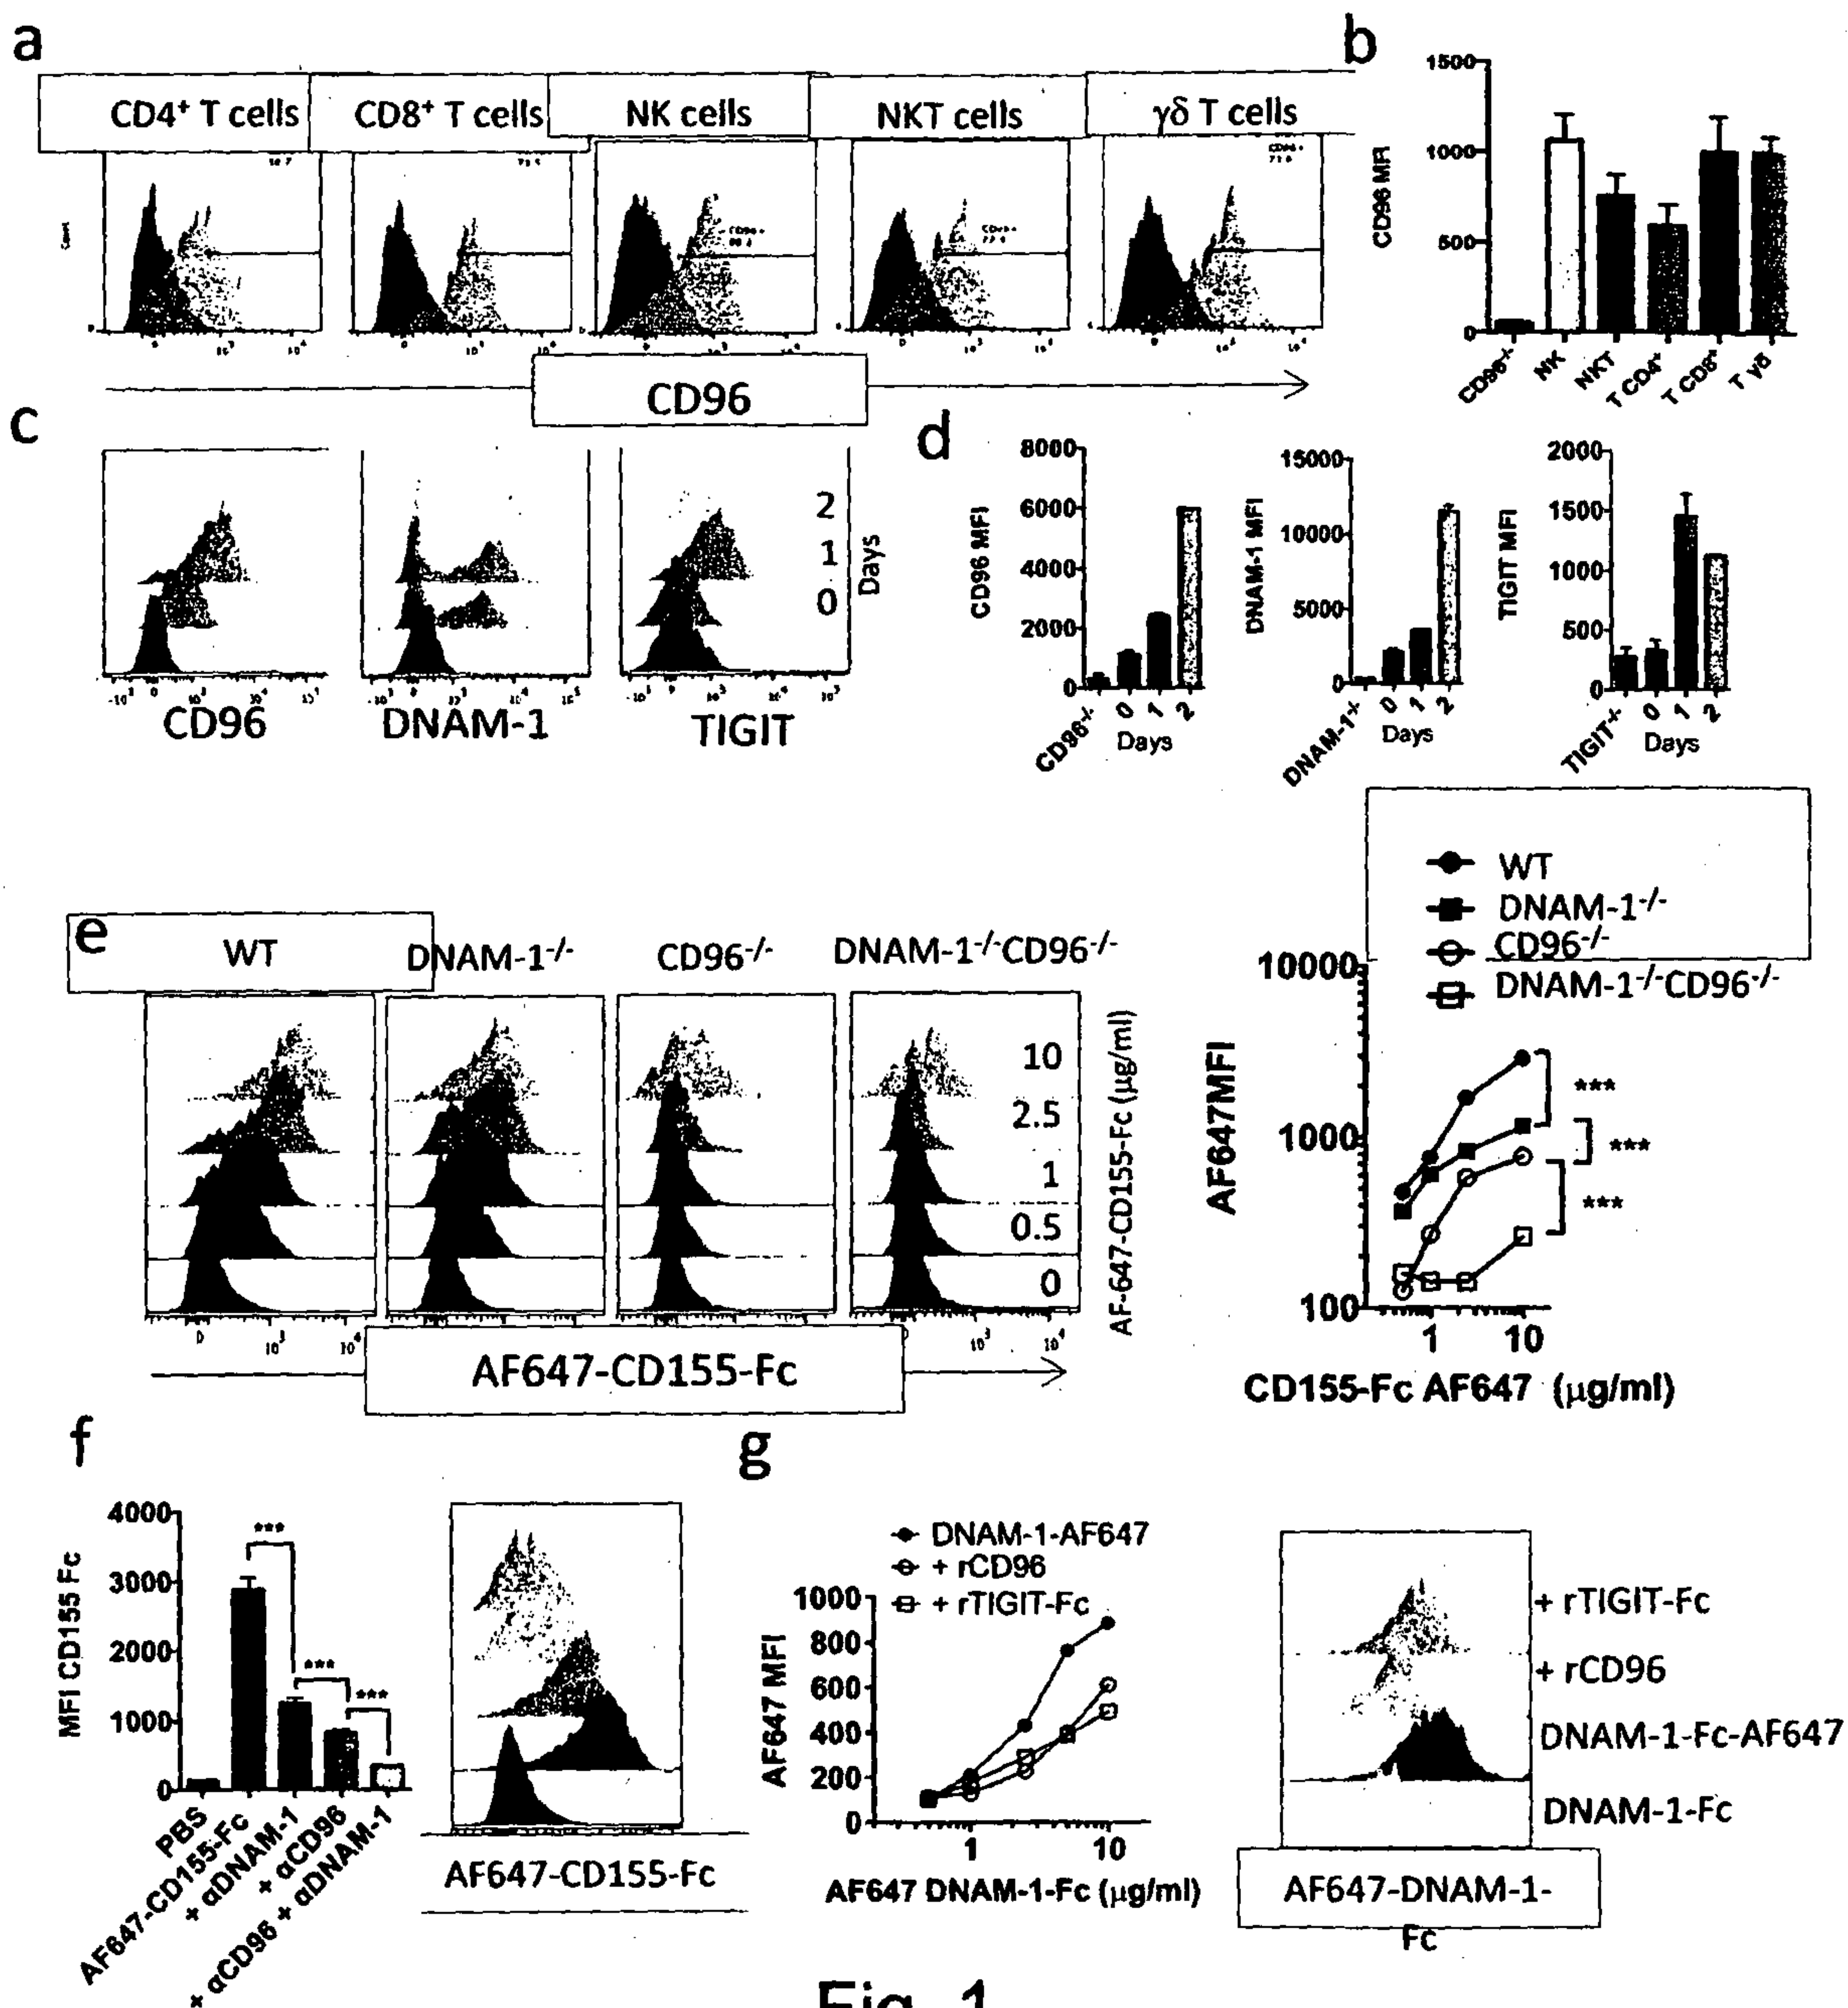 a
CD4⁺ T cells
CD8⁺ T cells
NK cells
NKT cells
γδ T cells
CD96
b
CD96 MFI
1500
1000
500
0
CD96-/-
NK
NKT
T CD4⁺
T CD8⁺
T γδ
c
2
1
0
Days
CD96
DNAM-1
TIGIT
d
CD96 MFI
8000
6000
4000
2000
0
CD96-/-
0
1
2
Days
DNAM-1 MFI
15000
10000
5000
0
DNAM-1-/-
0
1
2
Days
TIGIT MFI
2000
1500
1000
500
0
TIGIT-/-
0
1
2
Days
e
WT
DNAM-1-/-
CD96-/-
DNAM-1-/-CD96-/-
10
2.5
1
0.5
0
AF-647-CD155-Fc (μg/ml)
0
10³
10⁴
10³
10⁴
AF647-CD155-Fc
WT
DNAM-1-/-
CD96-/-
DNAM-1-/-CD96-/-
AF647MFI
10000
1000
100
***
***
***
1
10
CD155-Fc AF647 (μg/ml)
f
MFI CD155 Fc
4000
3000
2000
1000
0
***
***
***
PBS
AF647-CD155-Fc
+ αDNAM-1
+ αCD96
+ αCD96 + αDNAM-1
AF647-CD155-Fc
g
DNAM-1-AF647
+ rCD96
+ rTIGIT-Fc
AF647 MFI
1000
800
600
400
200
0
1
10
AF647 DNAM-1-Fc (μg/ml)
+ rTIGIT-Fc
+ rCD96
DNAM-1-Fc-AF647
DNAM-1-Fc
AF647-DNAM-1-
Fc
Fig. 1